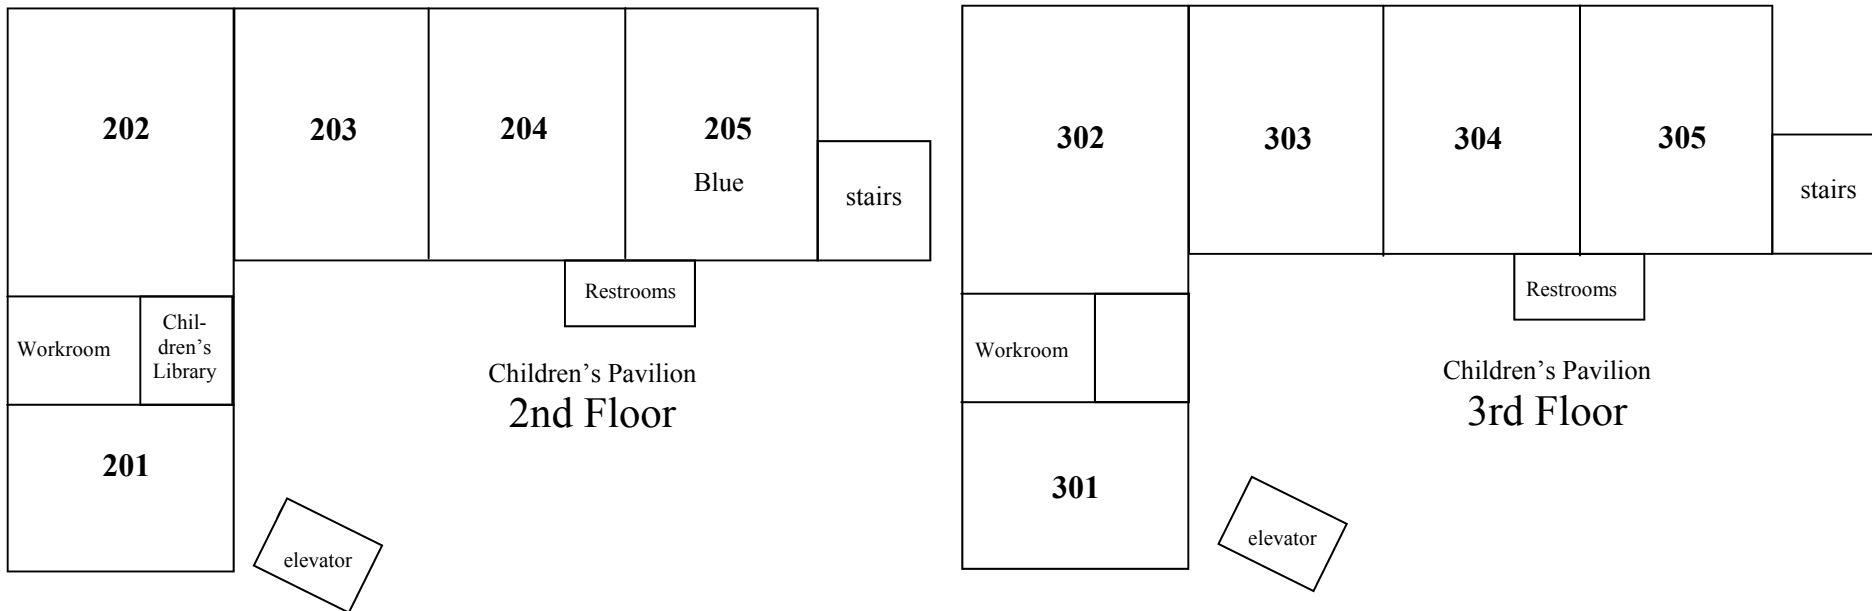 202
203
204
205
Blue
stairs
Restrooms
Workroom
Chil-
dren's
Library
Children's Pavilion
2nd Floor
201
elevator
302
303
304
305
stairs
Restrooms
Workroom
Children's Pavilion
3rd Floor
301
elevator